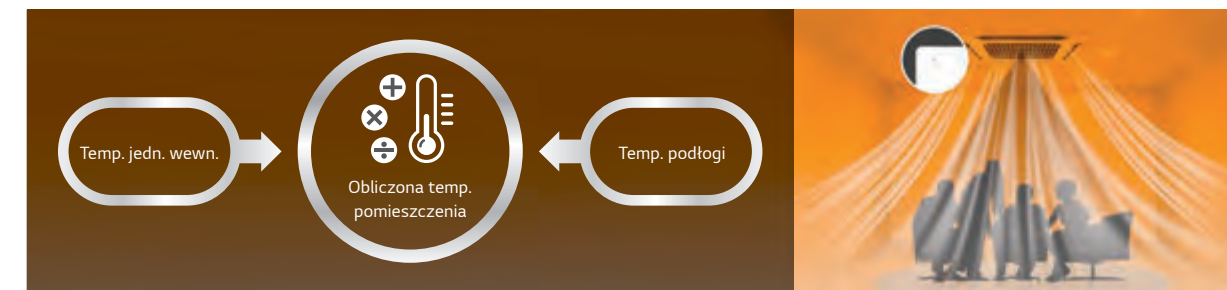 Temp. jedn. wewn.
Obliczona temp.
pomieszczenia
Temp. podłogi